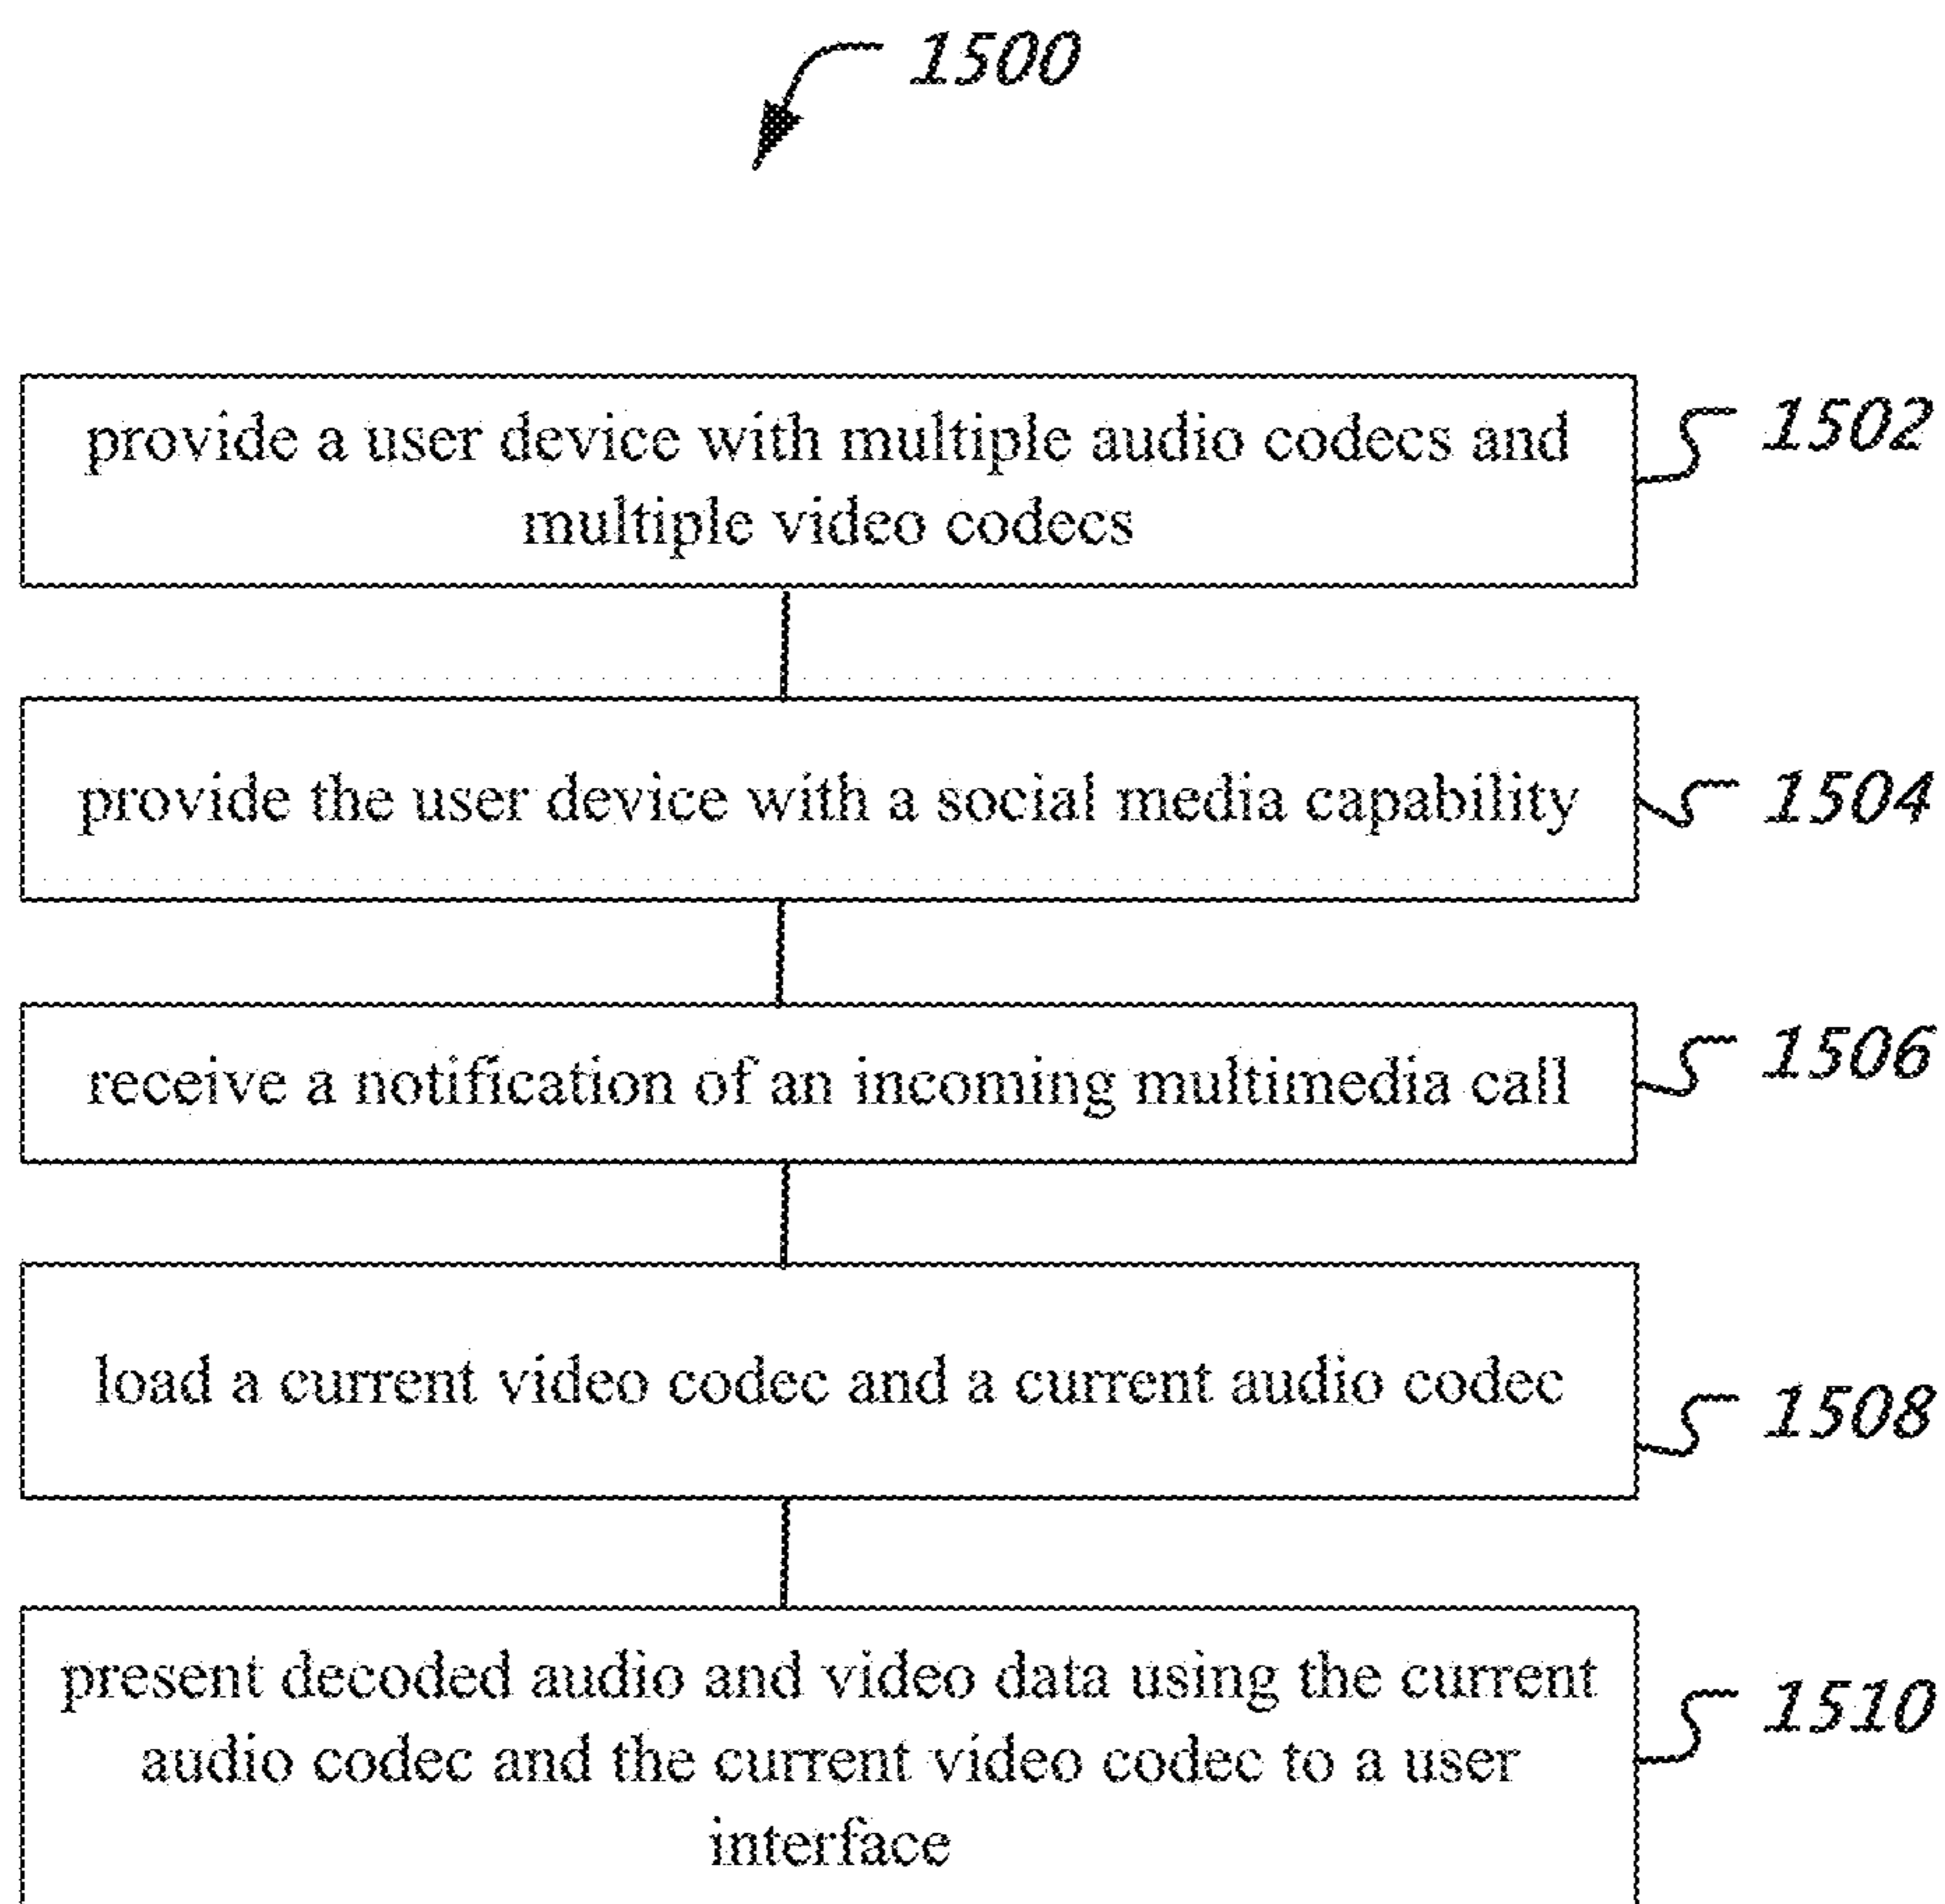 1500
provide a user device with multiple audio codecs and
multiple video codecs
1502
provide the user device with a social media capability
1504
receive a notification of an incoming multimedia call
1506
load a current video codec and a current audio codec
1508
present decoded audio and video data using the current
audio codec and the current video codec to a user
interface
1510